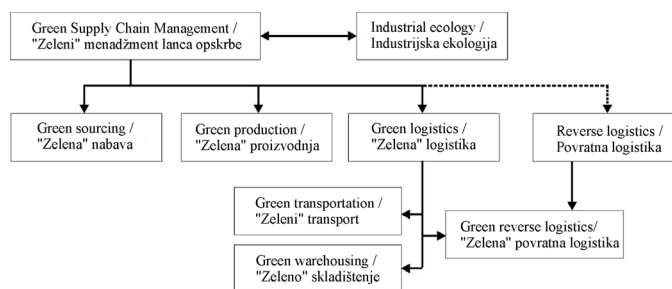 Green Supply Chain Management /
"Zeleni" menadžment lanca opskrbe
Industrial ecology /
Industrijska ekologija
Green sourcing /
"Zelena" nabava
Green production /
"Zelena" proizvodnja
Green logistics /
"Zelena" logistika
Reverse logistics /
Povratna logistika
Green transportation /
"Zeleni" transport
Green reverse logistics/
"Zelena" povratna logistika
Green warehousing /
"Zeleno" skladištenje